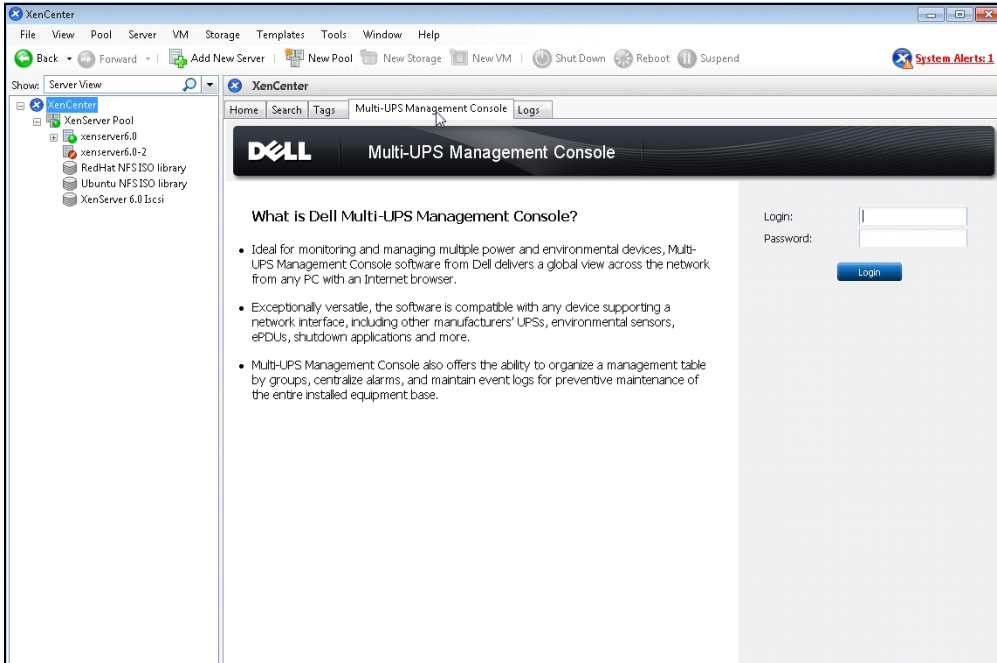 XenCenter
File View Pool Server VM Storage Templates Tools Window Help
Back Forward Add New Server New Pool New Storage New VM Shut Down Reboot Suspend System Alerts: 1
Show: Server View
XenCenter
XenCenter
XenServer Pool
xenserver6.0
xenserver6.0-2
RedHat NFS ISO library
Ubuntu NFS ISO library
XenServer 6.0 Iscsi
Home Search Tags Multi-UPS Management Console Logs
DELL Multi-UPS Management Console
What is Dell Multi-UPS Management Console?
• Ideal for monitoring and managing multiple power and environmental devices, Multi-
UPS Management Console software from Dell delivers a global view across the network
from any PC with an Internet browser.
• Exceptionally versatile, the software is compatible with any device supporting a
network interface, including other manufacturers' UPSs, environmental sensors,
ePDUs, shutdown applications and more.
• Multi-UPS Management Console also offers the ability to organize a management table
by groups, centralize alarms, and maintain event logs for preventive maintenance of
the entire installed equipment base.
Login:
Password:
Login